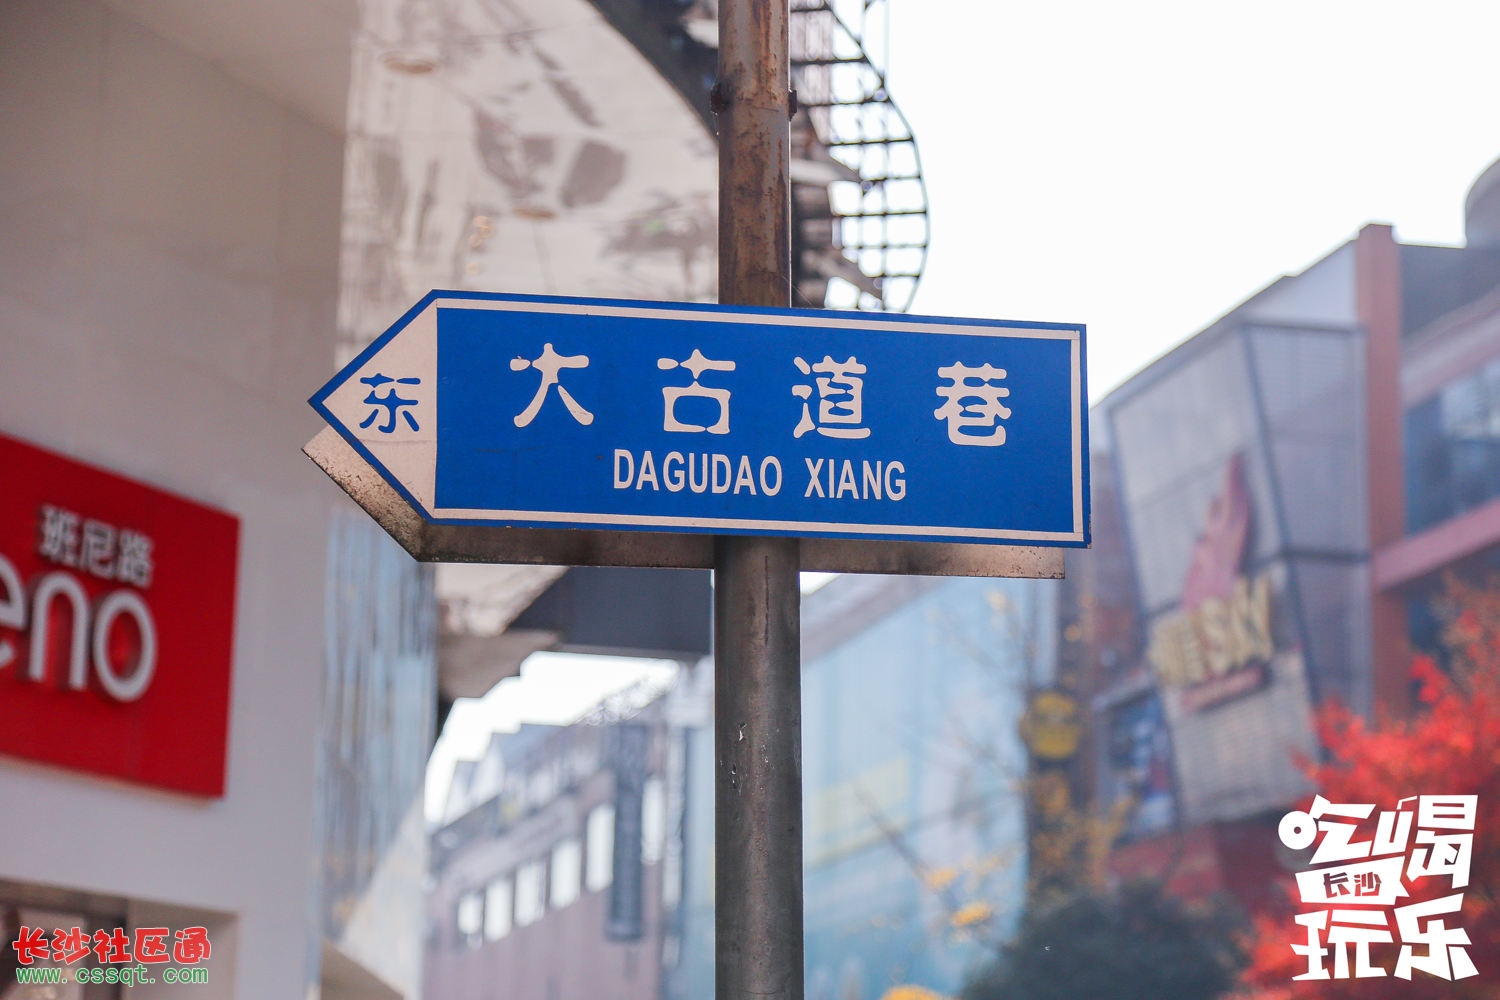 东
大古道巷
DAGUDAO XIANG
班尼路
eno
SKY
吃喝
长沙
玩乐
长沙社区通
www.cssqt.com